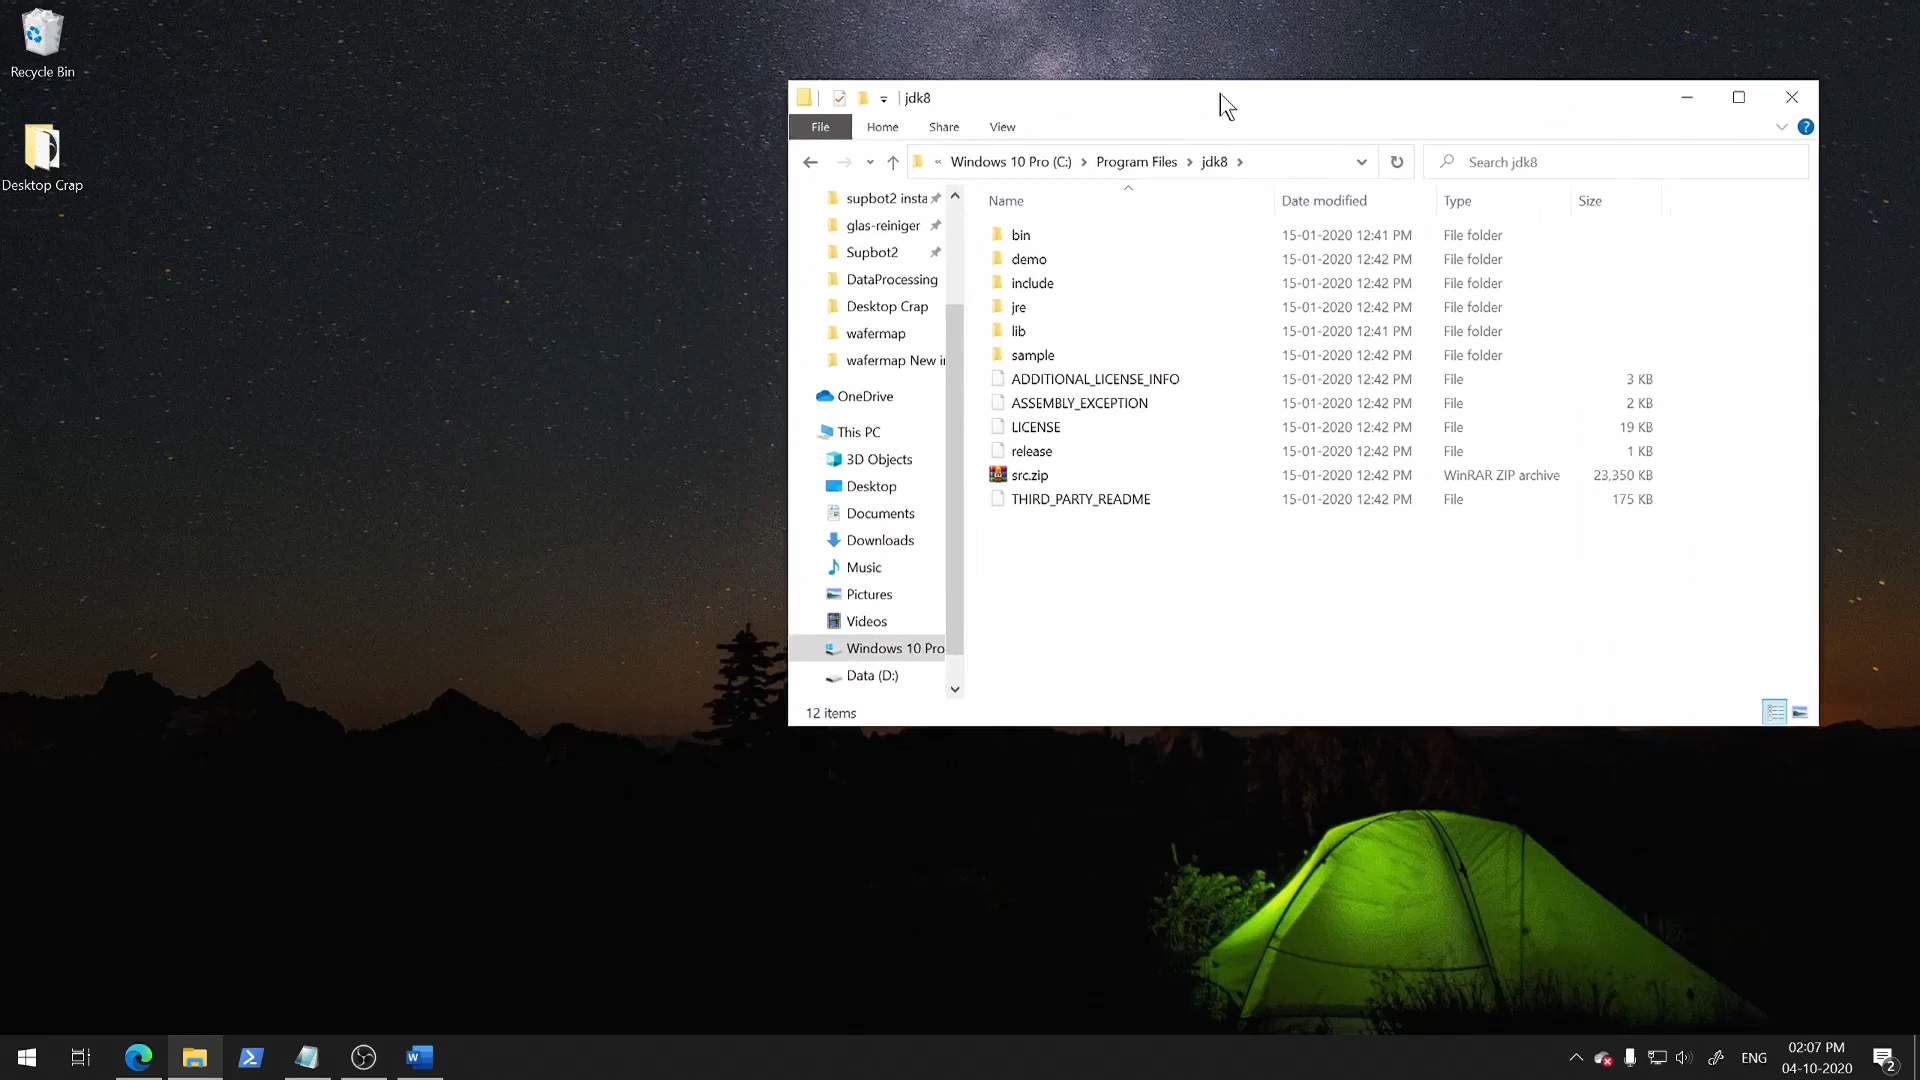 Recycle Bin
Desktop Crap
jdk8
File Home Share View
« Windows 10 Pro (C:) Program Files jdk8
Search jdk8
supbot2 insta
glas-reiniger
Supbot2
DataProcessing
Desktop Crap
wafermap
wafermap New i
OneDrive
This PC
3D Objects
Desktop
Documents
Downloads
Music
Pictures
Videos
Windows 10 Pro
Data (D:)
Name Date modified Type Size
bin 15-01-2020 12:41 PM File folder
demo 15-01-2020 12:42 PM File folder
include 15-01-2020 12:42 PM File folder
jre 15-01-2020 12:42 PM File folder
lib 15-01-2020 12:41 PM File folder
sample 15-01-2020 12:42 PM File folder
ADDITIONAL_LICENSE_INFO 15-01-2020 12:42 PM File 3 KB
ASSEMBLY_EXCEPTION 15-01-2020 12:42 PM File 2 KB
LICENSE 15-01-2020 12:42 PM File 19 KB
release 15-01-2020 12:42 PM File 1 KB
src.zip 15-01-2020 12:42 PM WinRAR ZIP archive 23,350 KB
THIRD_PARTY_README 15-01-2020 12:42 PM File 175 KB
12 items
ENG
02:07 PM
04-10-2020
2